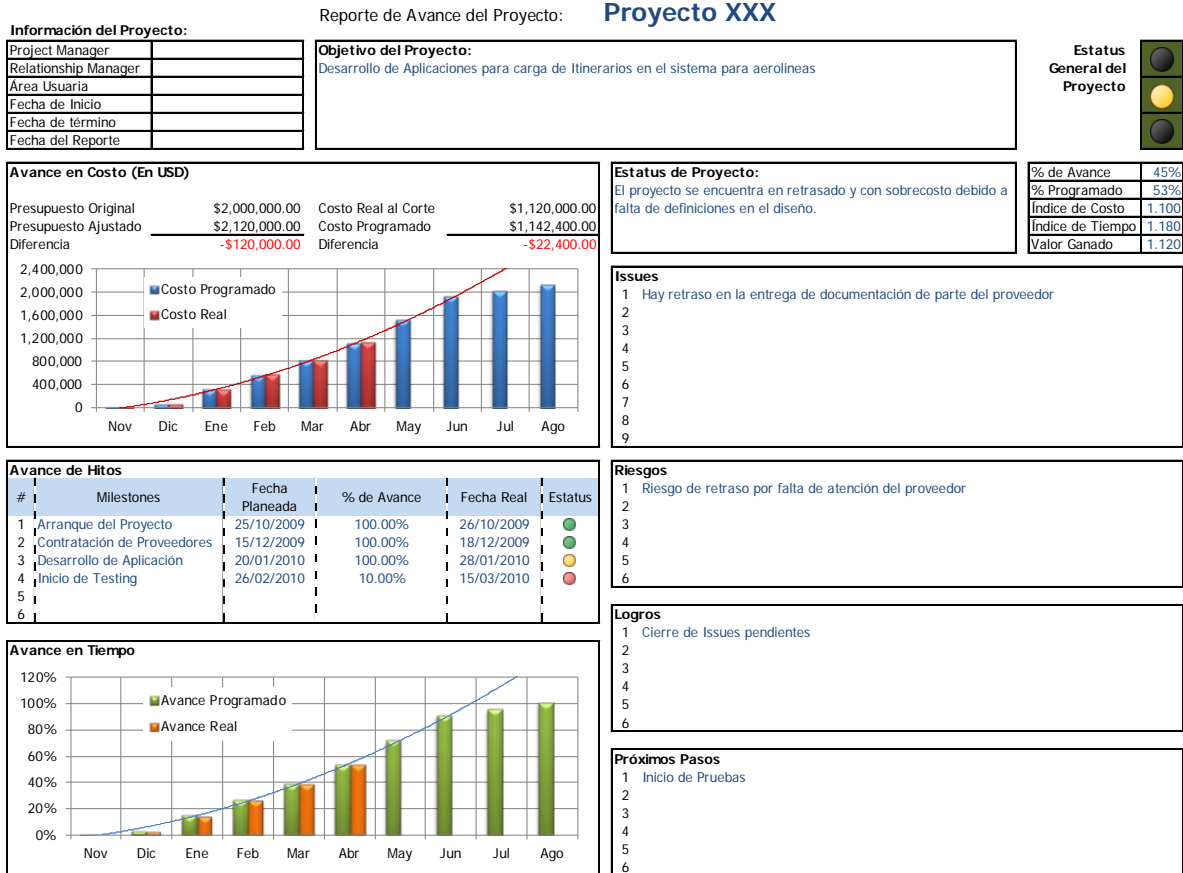 Reporte de Avance del Proyecto: Proyecto XXX
Información del Proyecto:
Project Manager
Relationship Manager
Área Usuaria
Fecha de Inicio
Fecha de término
Fecha del Reporte
Objetivo del Proyecto:
Desarrollo de Aplicaciones para carga de Itinerarios en el sistema para aerolineas
Estatus
General del
Proyecto
Avance en Costo (En USD)
Presupuesto Original $2,000,000.00 Costo Real al Corte $1,120,000.00
Presupuesto Ajustado $2,120,000.00 Costo Programado $1,142,400.00
Diferencia -$120,000.00 Diferencia -$22,400.00
2,400,000
2,000,000
1,600,000
1,200,000
800,000
400,000
0
Costo Programado
Costo Real
Nov Dic Ene Feb Mar Abr May Jun Jul Ago
Estatus de Proyecto:
El proyecto se encuentra en retrasado y con sobrecosto debido a
falta de definiciones en el diseño.
% de Avance 45%
% Programado 53%
Índice de Costo 1.100
Índice de Tiempo 1.180
Valor Ganado 1.120
Issues
1 Hay retraso en la entrega de documentación de parte del proveedor
2
3
4
5
6
7
8
9
Avance de Hitos
# Milestones Fecha Planeada % de Avance Fecha Real Estatus
1 Arranque del Proyecto 25/10/2009 100.00% 26/10/2009
2 Contratación de Proveedores 15/12/2009 100.00% 18/12/2009
3 Desarrollo de Aplicación 20/01/2010 100.00% 28/01/2010
4 Inicio de Testing 26/02/2010 10.00% 15/03/2010
5
6
Riesgos
1 Riesgo de retraso por falta de atención del proveedor
2
3
4
5
6
Logros
1 Cierre de Issues pendientes
2
3
4
5
6
Avance en Tiempo
120%
100%
80%
60%
40%
20%
0%
Avance Programado
Avance Real
Nov Dic Ene Feb Mar Abr May Jun Jul Ago
Próximos Pasos
1 Inicio de Pruebas
2
3
4
5
6